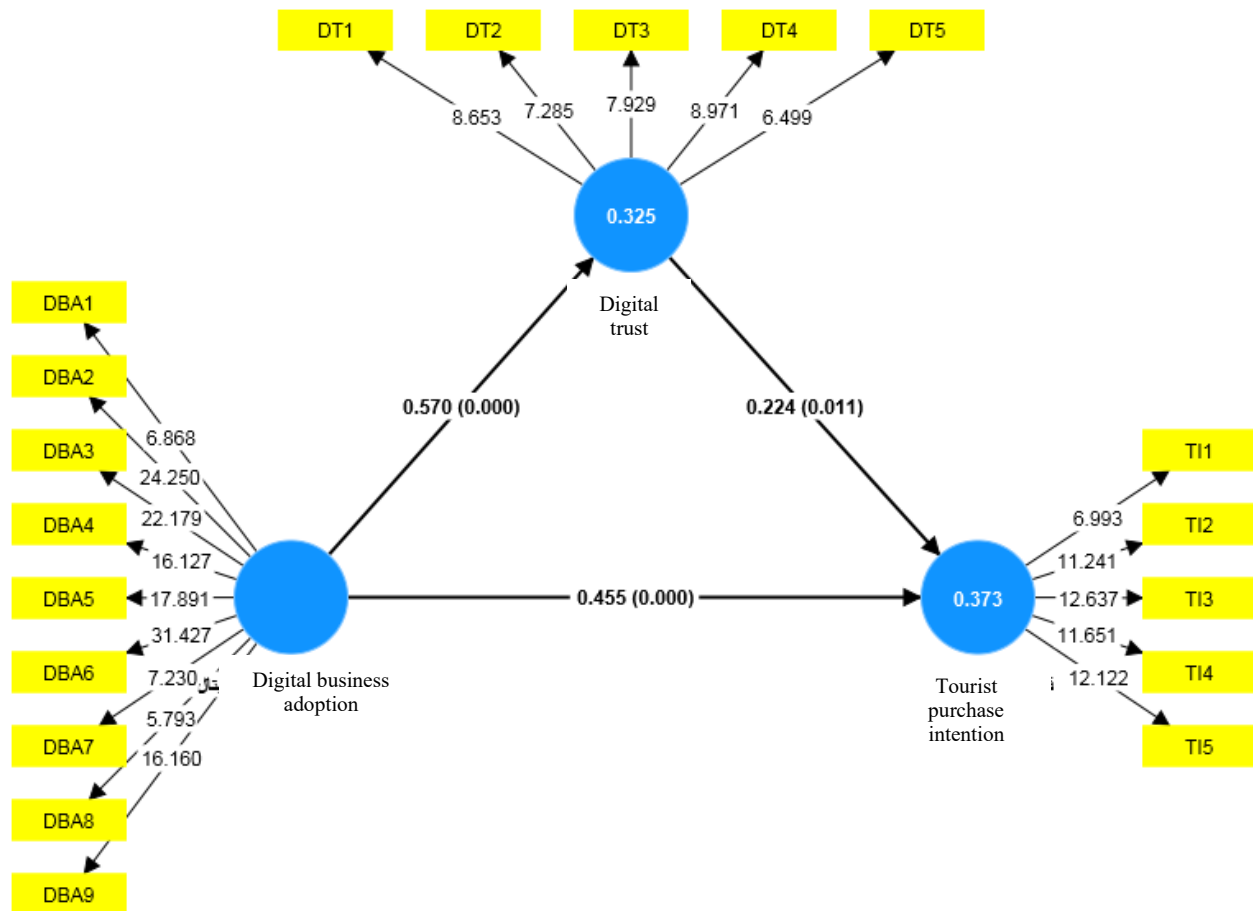 DT1
DT2
DT3
DT4
DT5
8.653
7.285
7.929
8.971
6.499
0.325
Digital
trust
DBA1
DBA2
DBA3
DBA4
DBA5
DBA6
DBA7
DBA8
DBA9
6.868
24.250
22.179
16.127
17.891
31.427
7.230
5.793
16.160
Digital business
adoption
0.570 (0.000)
0.224 (0.011)
0.455 (0.000)
0.373
Tourist
purchase
intention
6.993
11.241
12.637
11.651
12.122
TI1
TI2
TI3
TI4
TI5